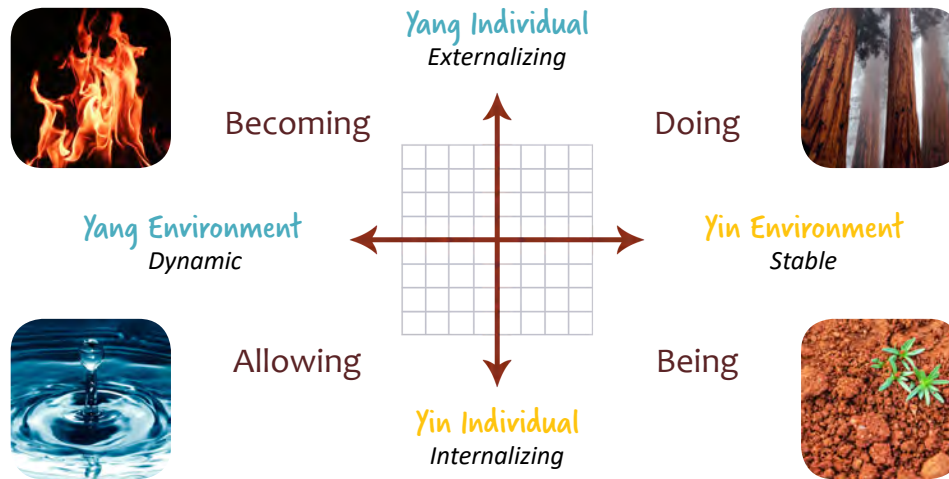 Yang Individual
Externalizing
Becoming
Doing
Yang Environment
Dynamic
Yin Environment
Stable
Allowing
Being
Yin Individual
Internalizing